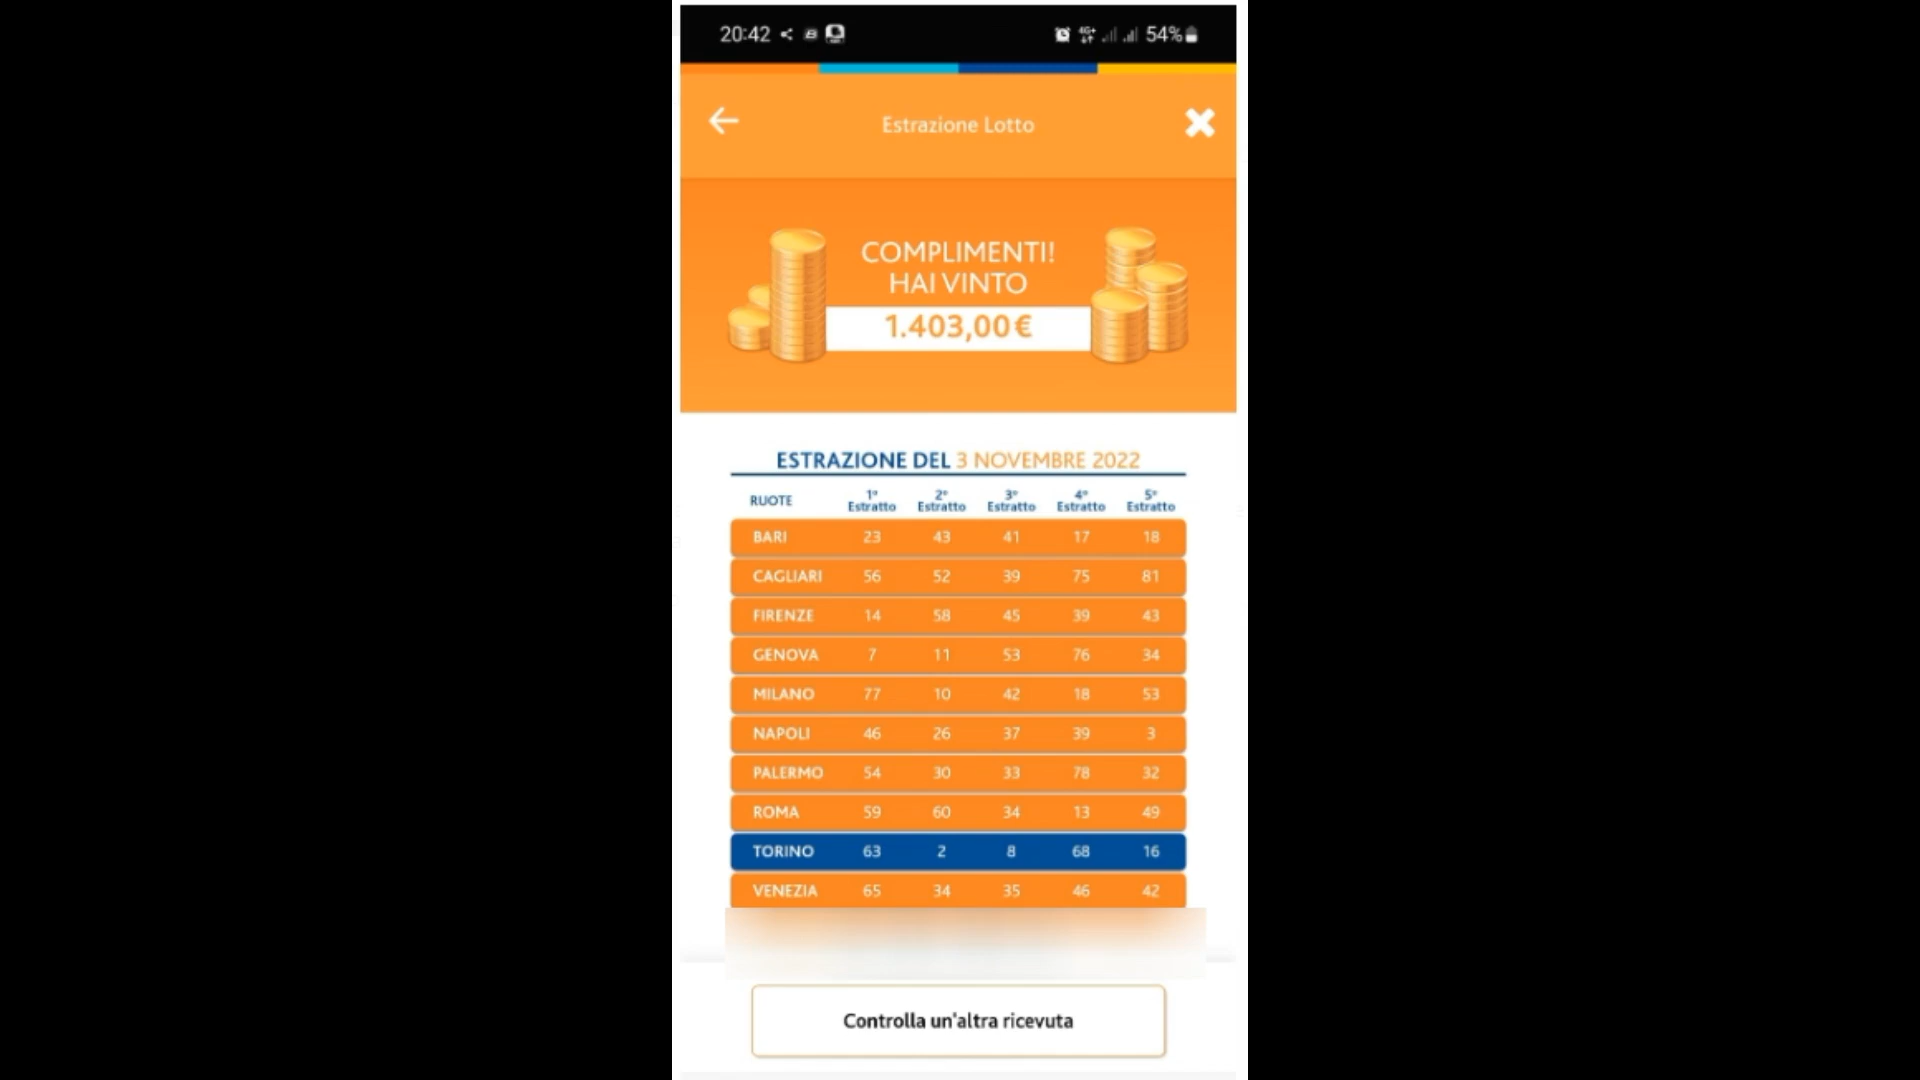 20:42 54%
Estrazione Lotto
COMPLIMENTI!
HAI VINTO
1.403,00€
ESTRAZIONE DEL 3 NOVEMBRE 2022
RUOTE 1° Estratto 2° Estratto 3° Estratto 4° Estratto 5° Estratto
BARI 23 43 41 17 18
CAGLIARI 56 52 39 75 81
FIRENZE 14 58 45 39 43
GENOVA 7 11 53 76 34
MILANO 77 10 42 18 53
NAPOLI 46 26 37 39 3
PALERMO 54 30 33 78 32
ROMA 59 60 34 13 49
TORINO 63 2 8 68 16
VENEZIA 65 34 35 46 42
Controlla un'altra ricevuta